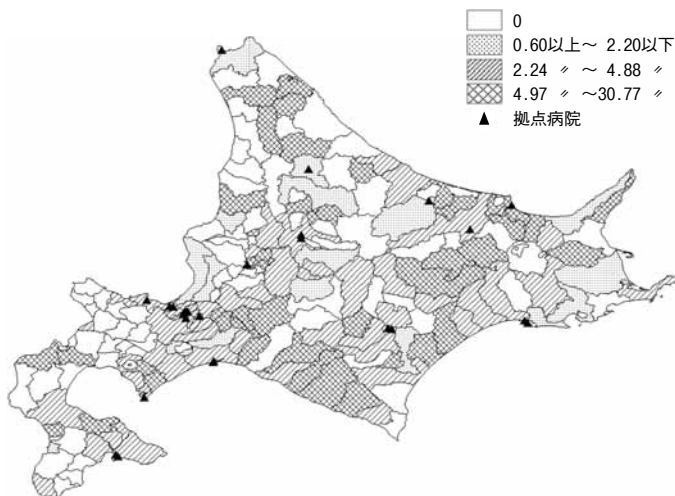 0
0.60以上～ 2.20以下
2.24 〃 ～ 4.88 〃
4.97 〃 ～30.77 〃
▲ 拠点病院